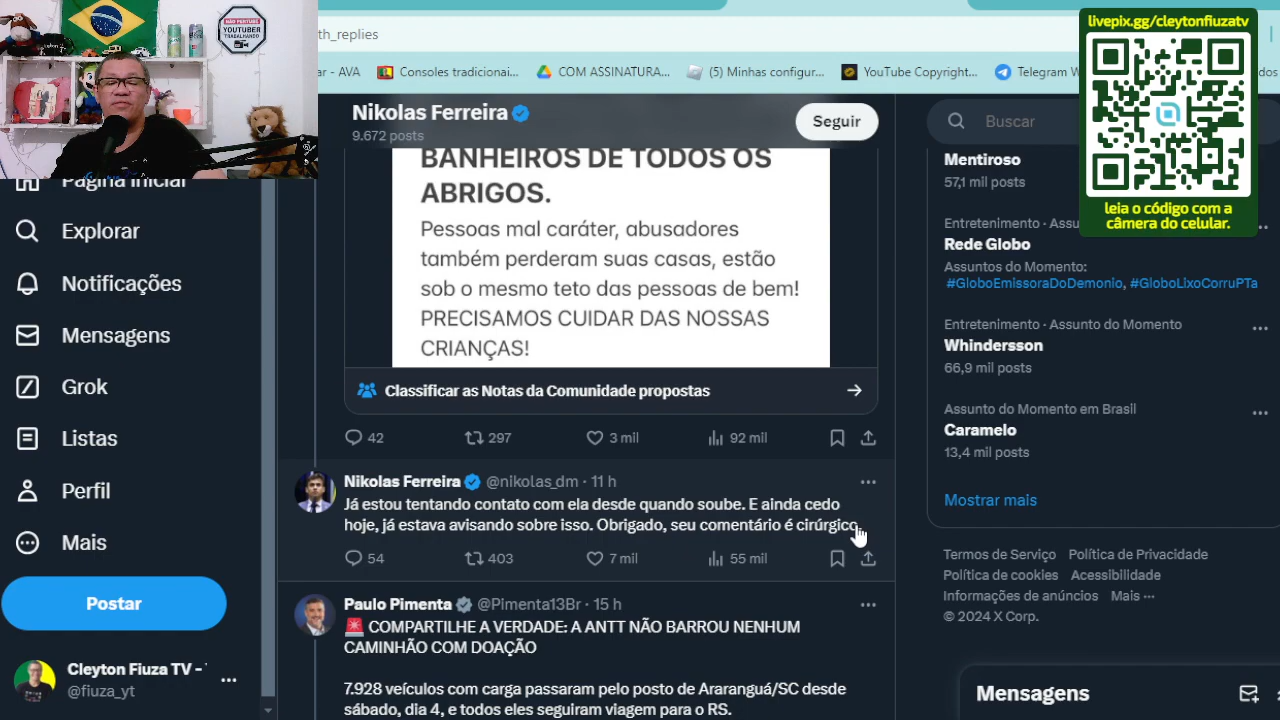 NÃO PERTURBE
YOUTUBER
TRABALHANDO
th_replies
ar - AVA
Consoles tradicionai...
COM ASSINATURA...
(5) Minhas configur...
YouTube Copyright...
Telegram W
dos
livepix.gg/cleytonfiuzatv
leia o código com a
câmera do celular.
Página Inicial
Explorar
Notificações
Mensagens
Grok
Listas
Perfil
Mais
Postar
Cleyton Fiuza TV -
@fiuza_yt
Nikolas Ferreira
9.672 posts
Seguir
BANHEIROS DE TODOS OS
ABRIGOS.
Pessoas mal caráter, abusadores
também perderam suas casas, estão
sob o mesmo teto das pessoas de bem!
PRECISAMOS CUIDAR DAS NOSSAS
CRIANÇAS!
Classificar as Notas da Comunidade propostas
42 297 3 mil 92 mil
Nikolas Ferreira @nikolas_dm · 11 h
Já estou tentando contato com ela desde quando soube. E ainda cedo
hoje, já estava avisando sobre isso. Obrigado, seu comentário é cirúrgico.
54 403 7 mil 55 mil
Paulo Pimenta @Pimenta13Br · 15 h
🚨 COMPARTILHE A VERDADE: A ANTT NÃO BARROU NENHUM
CAMINHÃO COM DOAÇÃO
7.928 veículos com carga passaram pelo posto de Araranguá/SC desde
sábado, dia 4, e todos eles seguiram viagem para o RS.
Buscar
Mentiroso
57,1 mil posts
Entretenimento · Assu
Rede Globo
Assuntos do Momento:
#GloboEmissoraDoDemonio, #GloboLixoCorruPTa
Entretenimento · Assunto do Momento
Whindersson
66,9 mil posts
Assunto do Momento em Brasil
Caramelo
13,4 mil posts
Mostrar mais
Termos de Serviço Política de Privacidade
Política de cookies Acessibilidade
Informações de anúncios Mais ···
© 2024 X Corp.
Mensagens